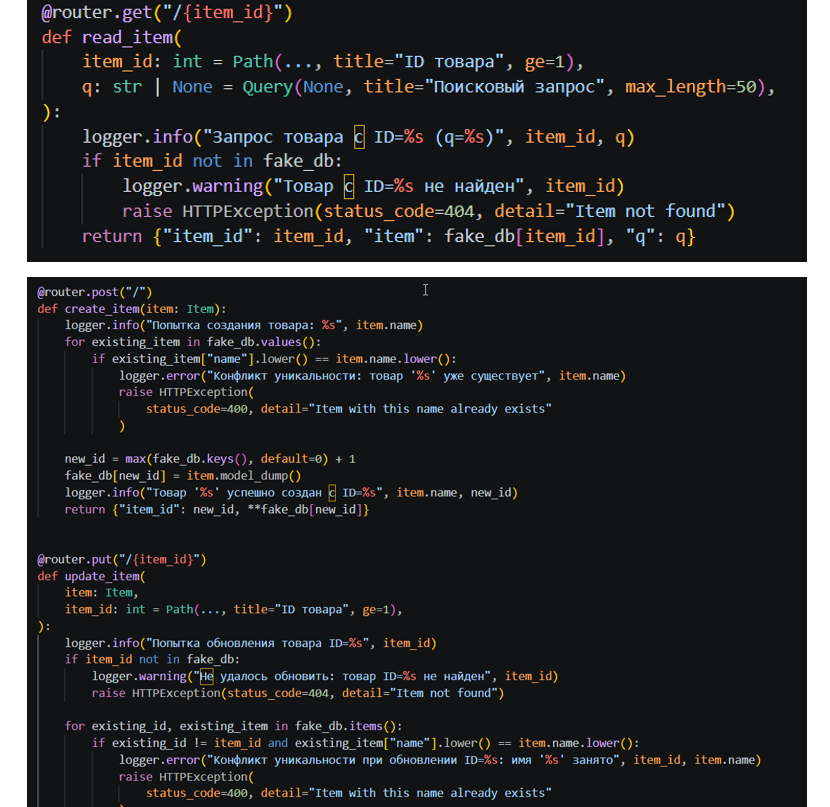 @router.get("/{item_id}")
def read_item(
    item_id: int = Path(..., title="ID товара", ge=1),
    q: str | None = Query(None, title="Поисковый запрос", max_length=50),
):
    logger.info("Запрос товара с ID=%s (q=%s)", item_id, q)
    if item_id not in fake_db:
        logger.warning("Товар с ID=%s не найден", item_id)
        raise HTTPException(status_code=404, detail="Item not found")
    return {"item_id": item_id, "item": fake_db[item_id], "q": q}
@router.post("/")
def create_item(item: Item):
    logger.info("Попытка создания товара: %s", item.name)
    for existing_item in fake_db.values():
        if existing_item["name"].lower() == item.name.lower():
            logger.error("Конфликт уникальности: товар '%s' уже существует", item.name)
            raise HTTPException(
                status_code=400, detail="Item with this name already exists"
            )
    new_id = max(fake_db.keys(), default=0) + 1
    fake_db[new_id] = item.model_dump()
    logger.info("Товар '%s' успешно создан с ID=%s", item.name, new_id)
    return {"item_id": new_id, **fake_db[new_id]}
@router.put("/{item_id}")
def update_item(
    item: Item,
    item_id: int = Path(..., title="ID товара", ge=1),
):
    logger.info("Попытка обновления товара ID=%s", item_id)
    if item_id not in fake_db:
        logger.warning("Не удалось обновить: товар ID=%s не найден", item_id)
        raise HTTPException(status_code=404, detail="Item not found")
    for existing_id, existing_item in fake_db.items():
        if existing_id != item_id and existing_item["name"].lower() == item.name.lower():
            logger.error("Конфликт уникальности при обновлении ID=%s: имя '%s' занято", item_id, item.name)
            raise HTTPException(
                status_code=400, detail="Item with this name already exists"